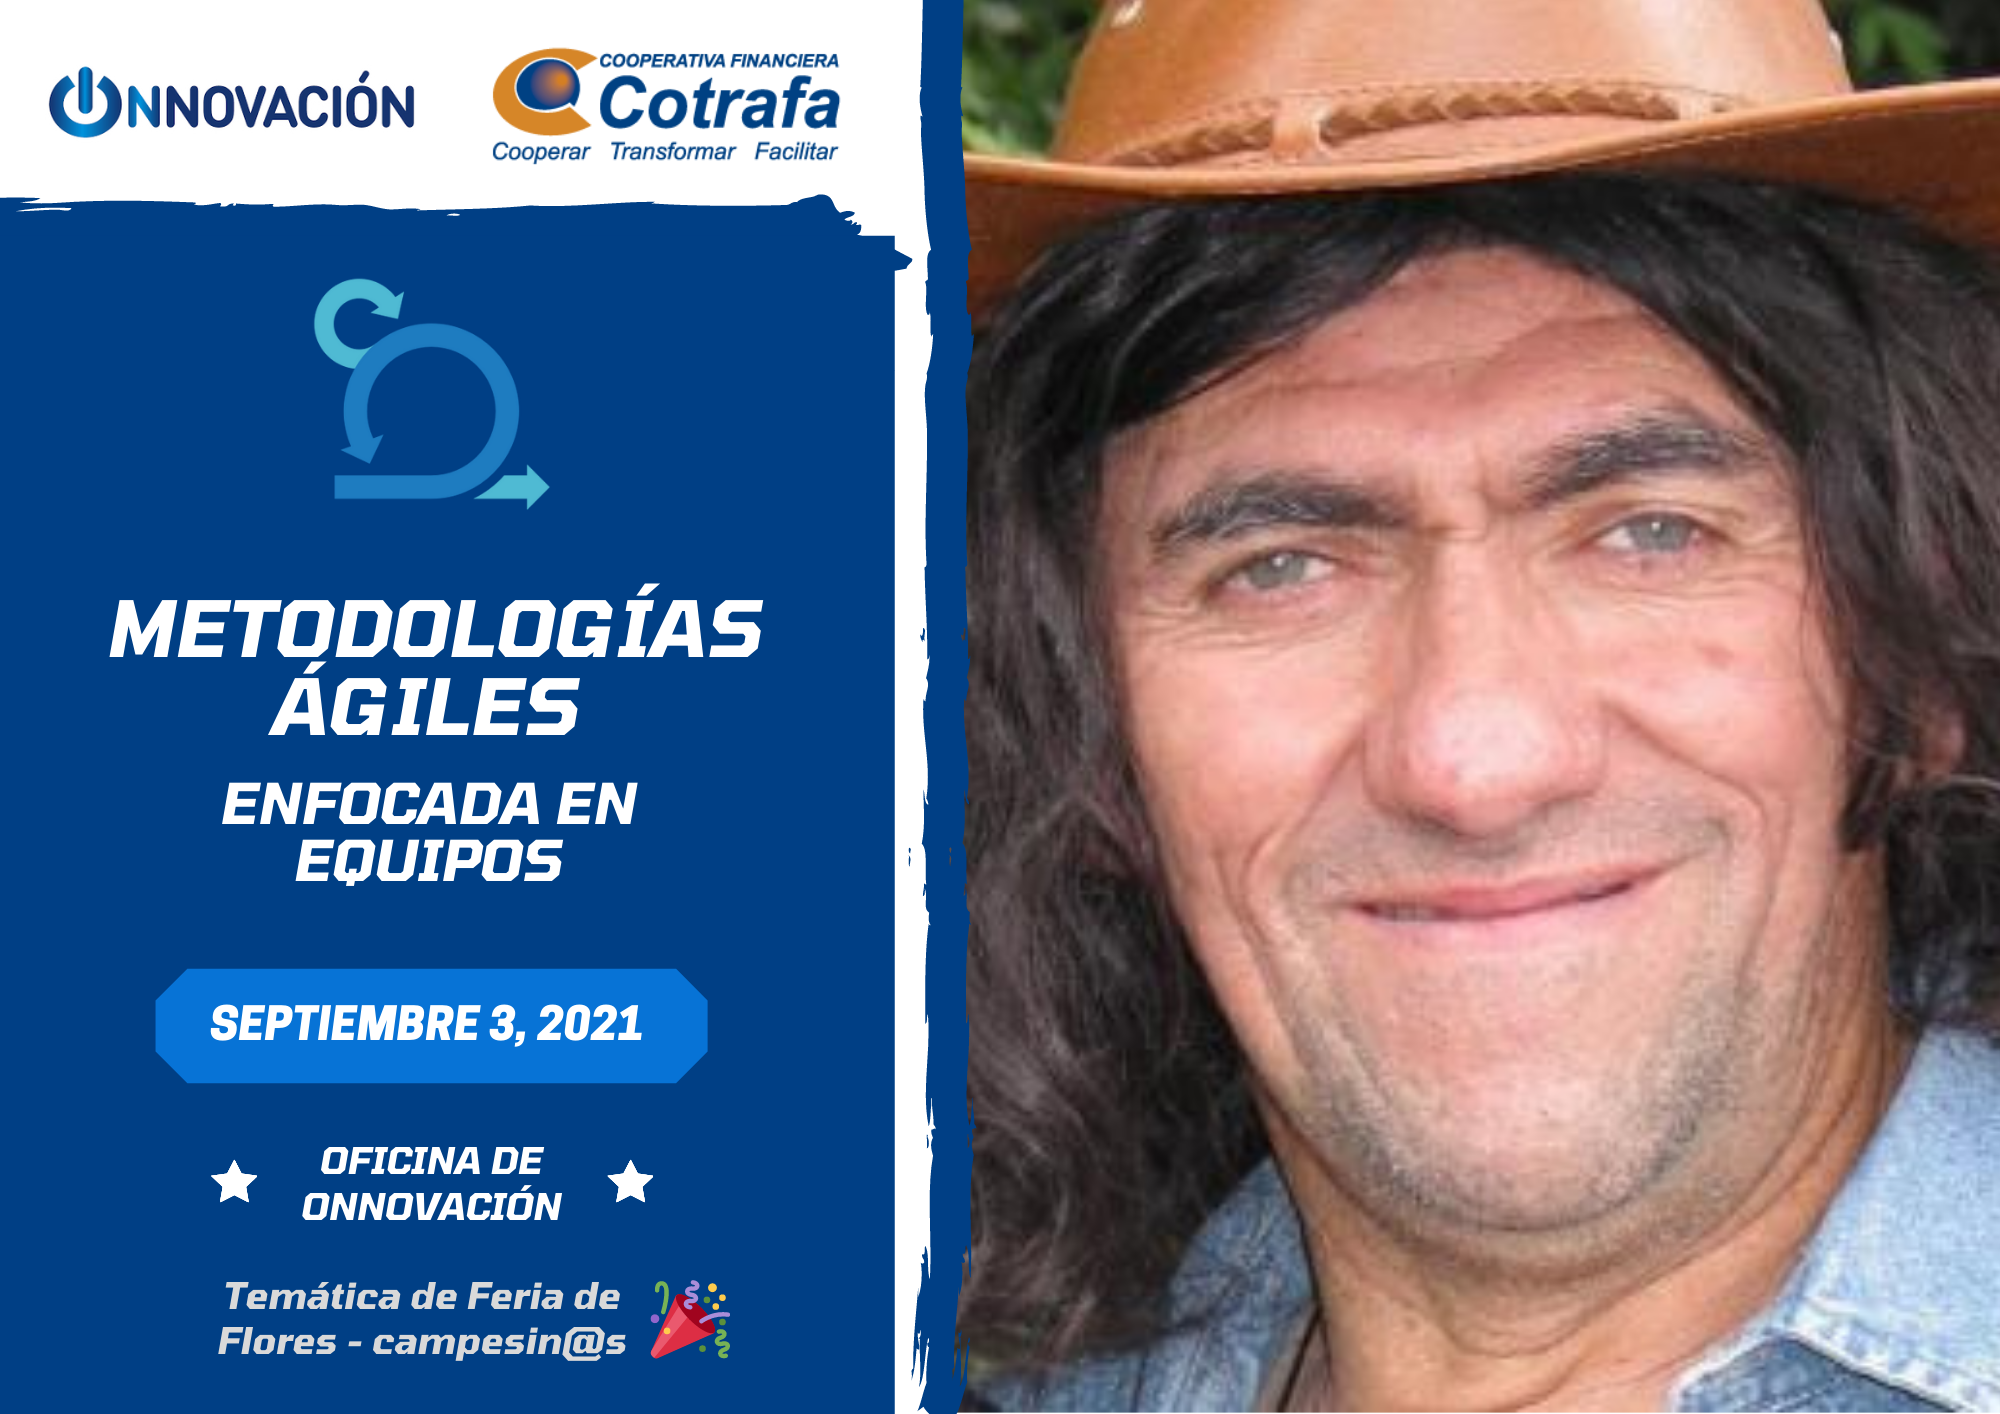 ONNOVACIÓN
COOPERATIVA FINANCIERA
Cotrafa
Cooperar Transformar Facilitar
METODOLOGÍAS
ÁGILES
ENFOCADA EN
EQUIPOS
SEPTIEMBRE 3, 2021
OFICINA DE
ONNOVACIÓN
Temática de Feria de
Flores - campesin@s